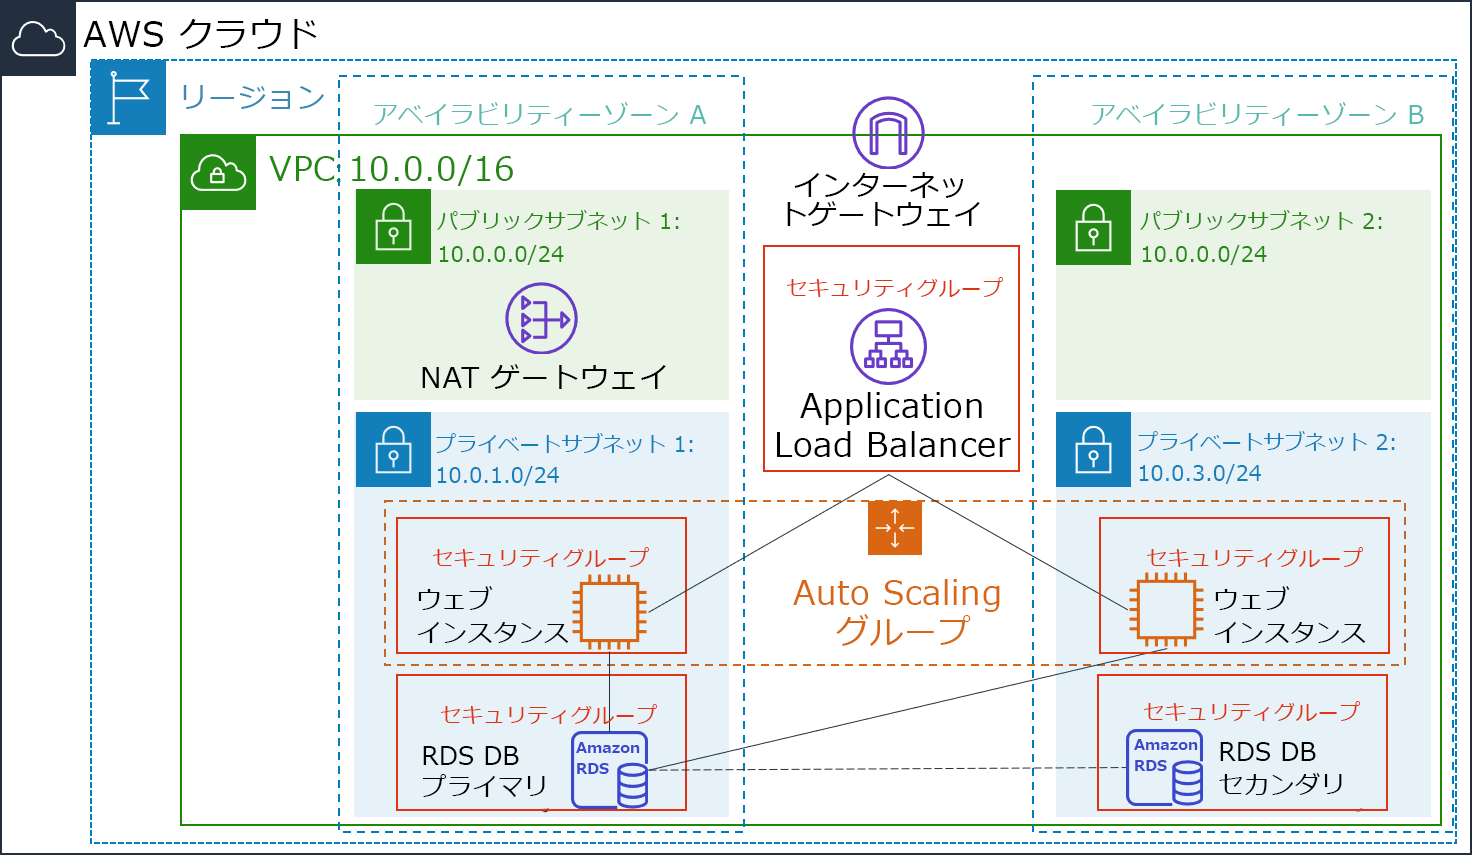 AWS クラウド
リージョン
アベイラビリティーゾーン A
アベイラビリティーゾーン B
VPC: 10.0.0/16
インターネッ
トゲートウェイ
パブリックサブネット 1:
10.0.0.0/24
パブリックサブネット 2:
10.0.0.0/24
NAT ゲートウェイ
セキュリティグループ
Application
Load Balancer
プライベートサブネット 1:
10.0.1.0/24
プライベートサブネット 2:
10.0.3.0/24
セキュリティグループ
ウェブ
インスタンス
Auto Scaling
グループ
セキュリティグループ
ウェブ
インスタンス
セキュリティグループ
RDS DB
プライマリ
Amazon
RDS
セキュリティグループ
Amazon
RDS
RDS DB
セカンダリ